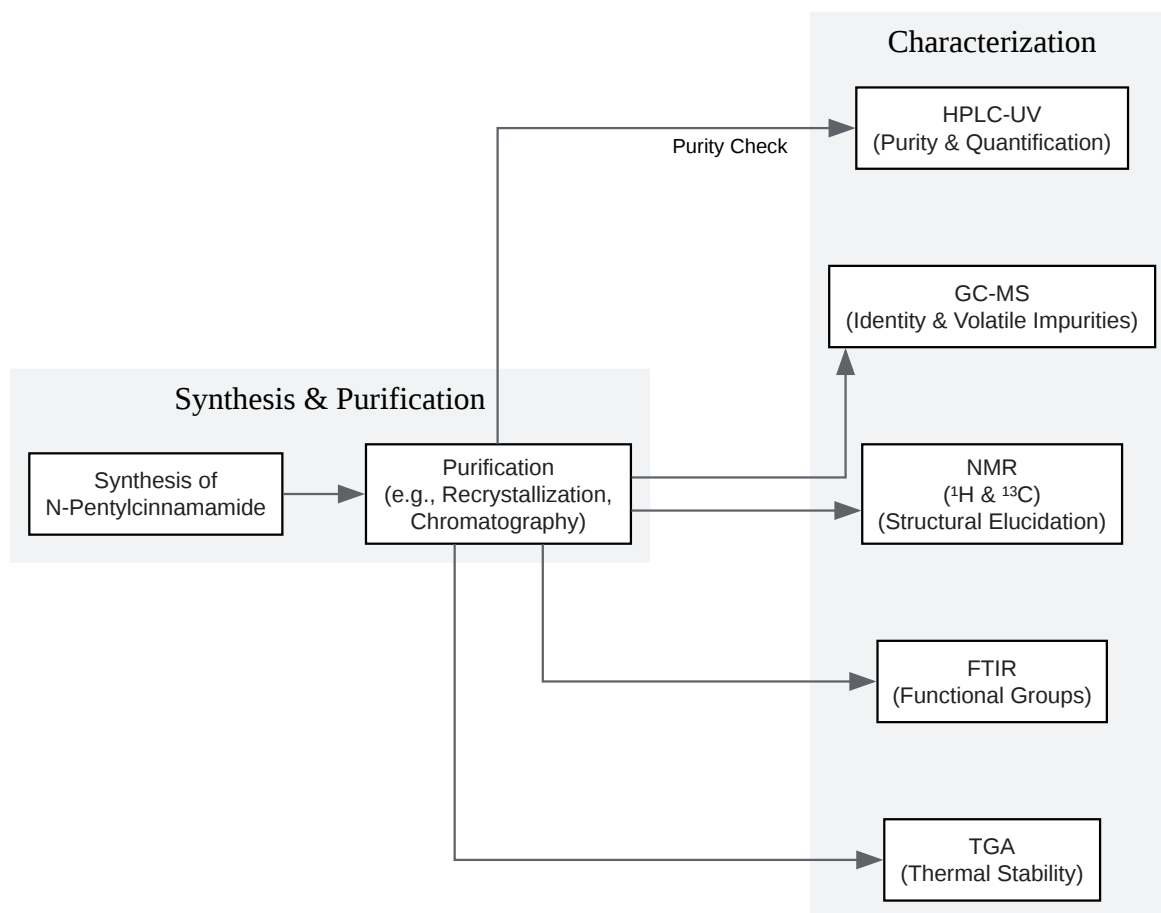 Characterization
HPLC-UV
(Purity & Quantification)
Purity Check
GC-MS
(Identity & Volatile Impurities)
Synthesis & Purification
Synthesis of
N-Pentylcinnamamide
Purification
(e.g., Recrystallization,
Chromatography)
NMR
(¹H & ¹³C)
(Structural Elucidation)
FTIR
(Functional Groups)
TGA
(Thermal Stability)